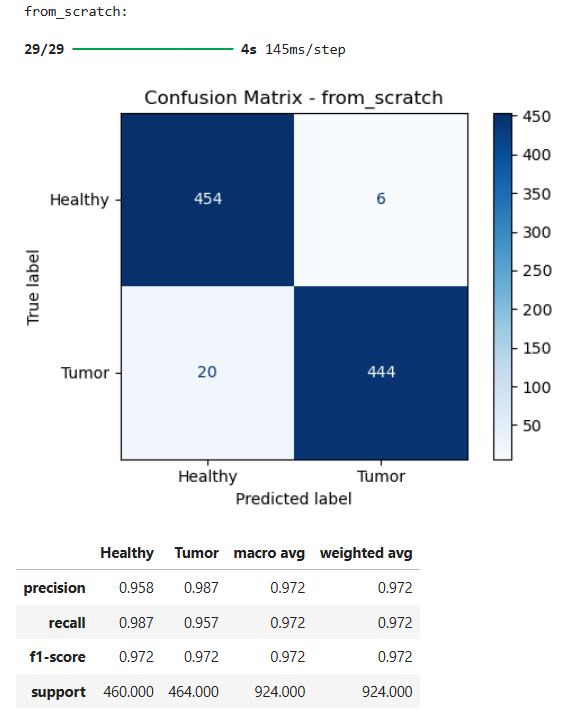 from_scratch:
29/29 ━━━━━━━━━━━━━━━━━━━━ 4s 145ms/step
Confusion Matrix - from_scratch
450
400
350
300
250
200
150
100
50
True label
Healthy 454 6
Tumor 20 444
Healthy Tumor
Predicted label
Healthy Tumor macro avg weighted avg
precision 0.958 0.987 0.972 0.972
recall 0.987 0.957 0.972 0.972
f1-score 0.972 0.972 0.972 0.972
support 460.000 464.000 924.000 924.000